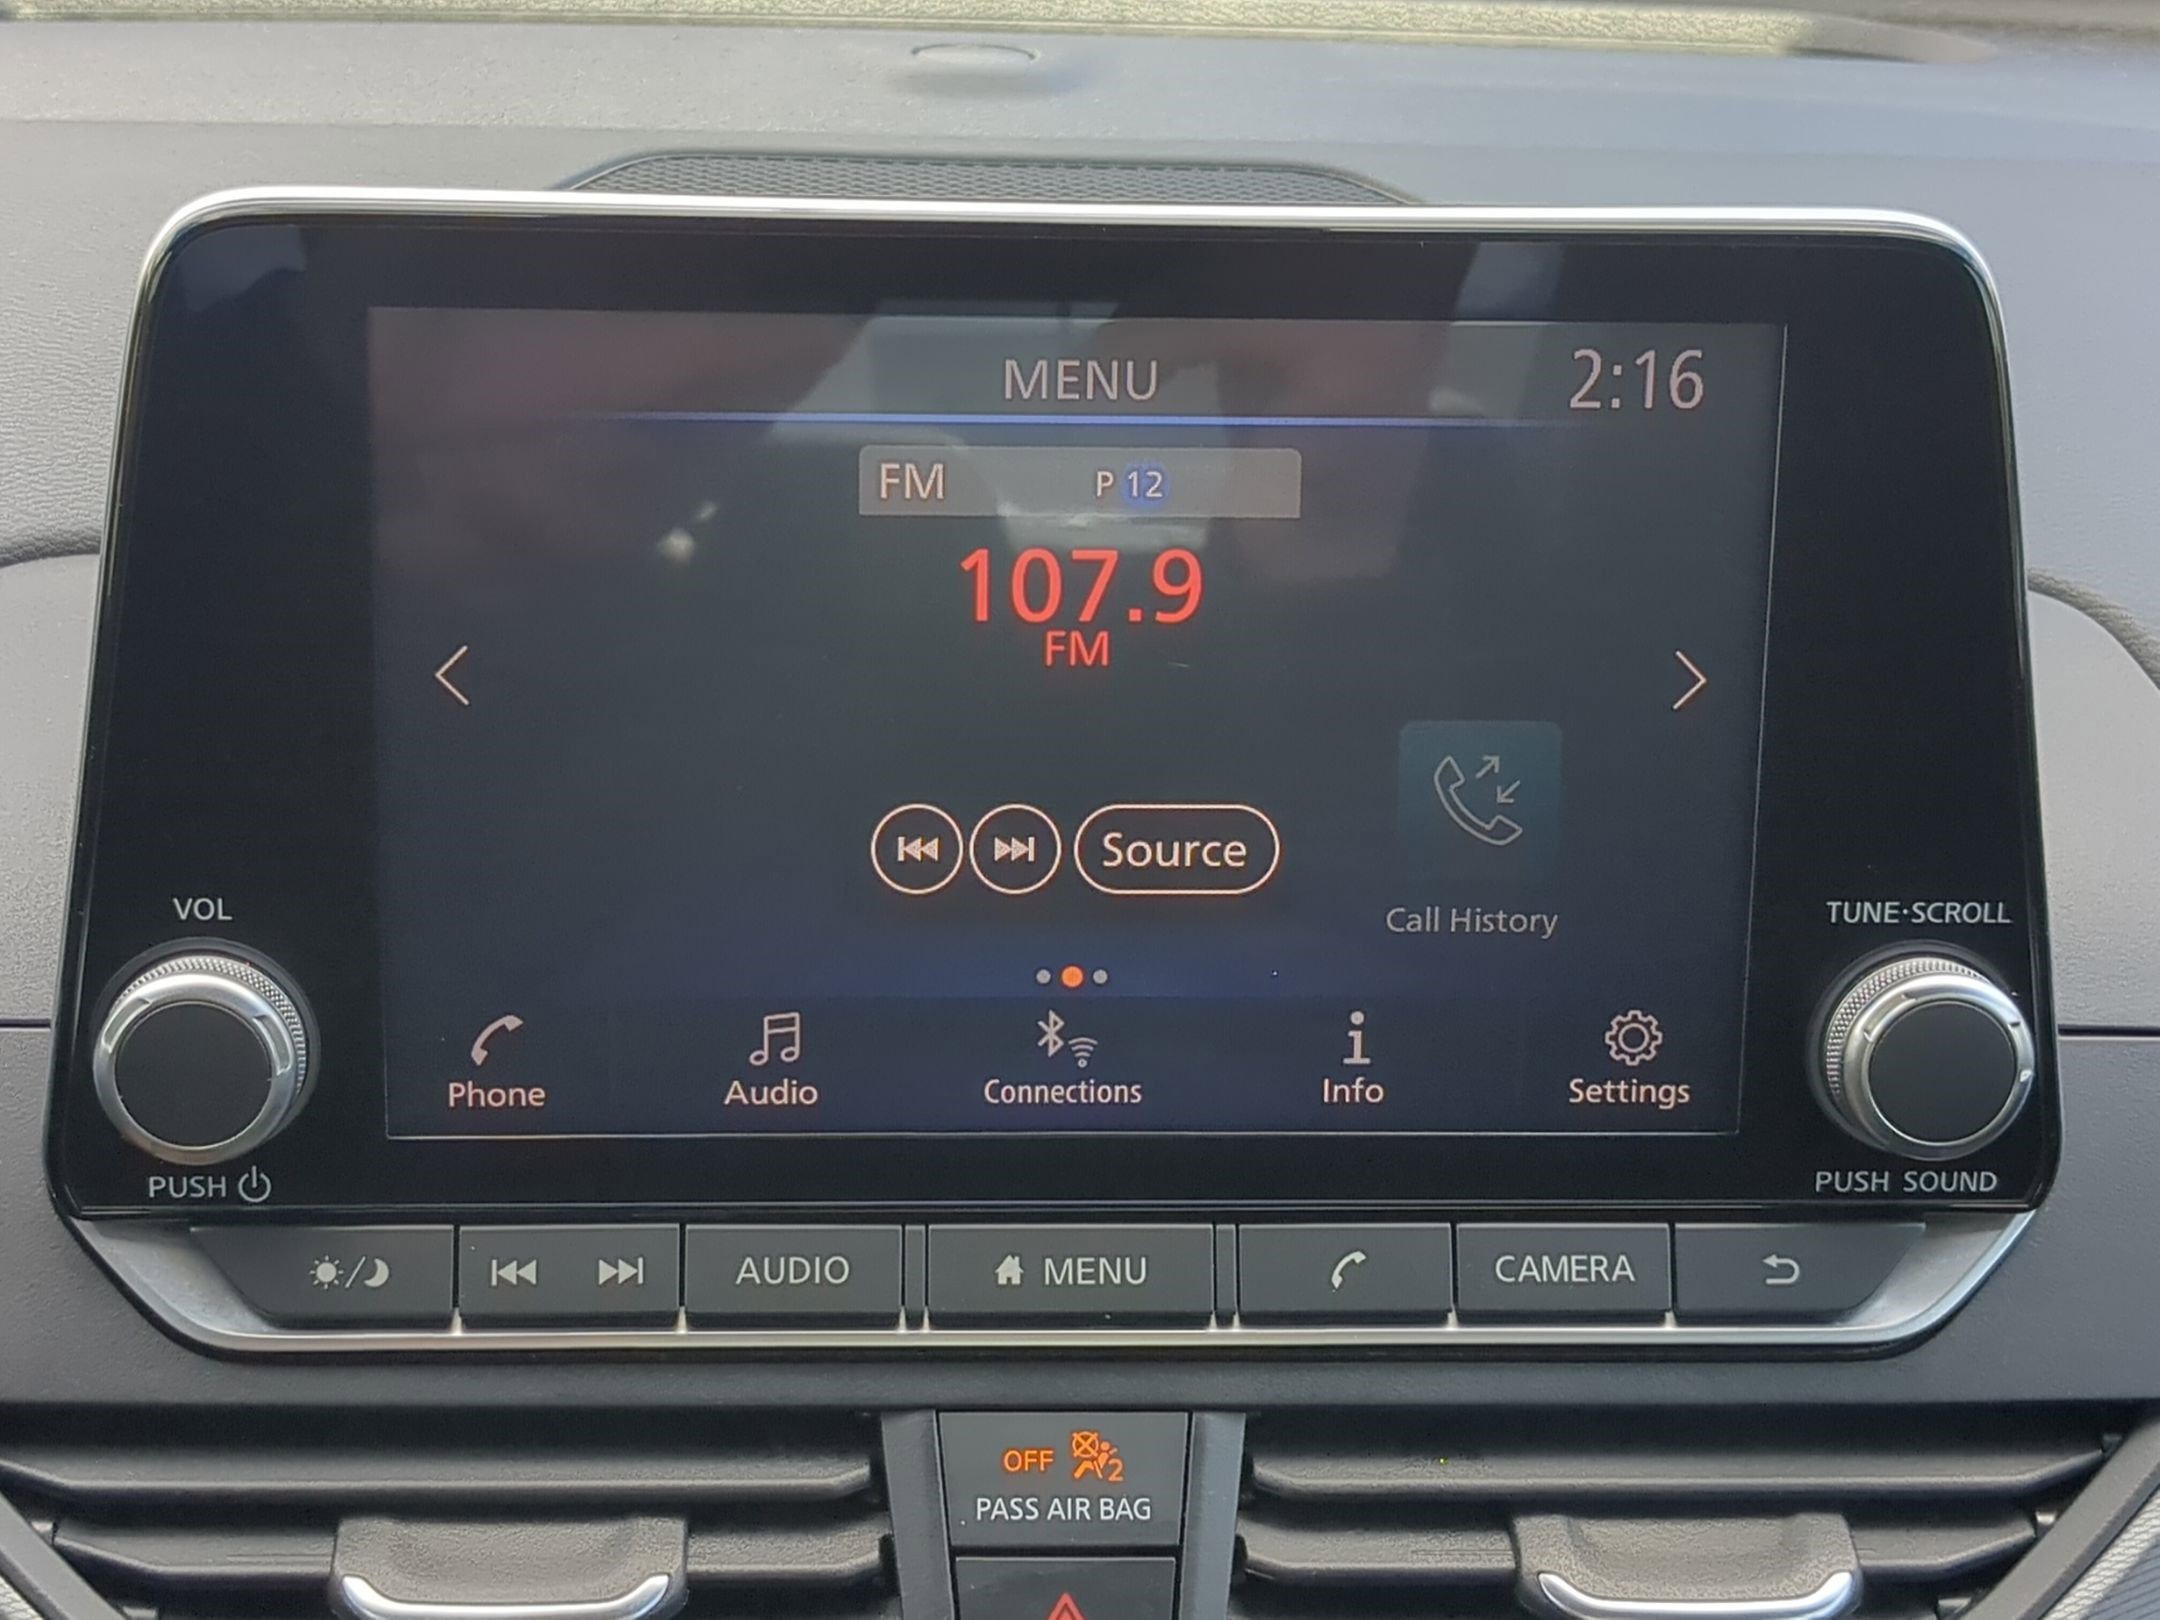 MENU
2:16
FM P 12
107.9
FM
Source
Call History
VOL
TUNE·SCROLL
Phone
Audio
Connections
Info
Settings
PUSH
PUSH SOUND
AUDIO
MENU
CAMERA
OFF 2
PASS AIR BAG